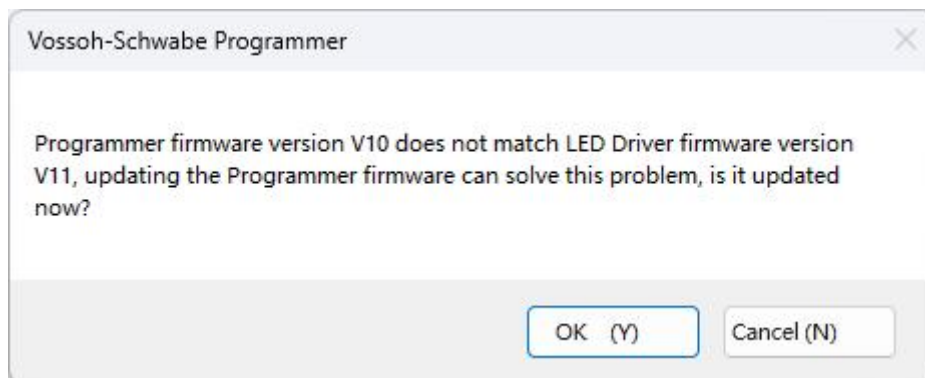 Vossoh-Schwabe Programmer
Programmer firmware version V10 does not match LED Driver firmware version
V11, updating the Programmer firmware can solve this problem, is it updated
now?
OK (Y)
Cancel (N)